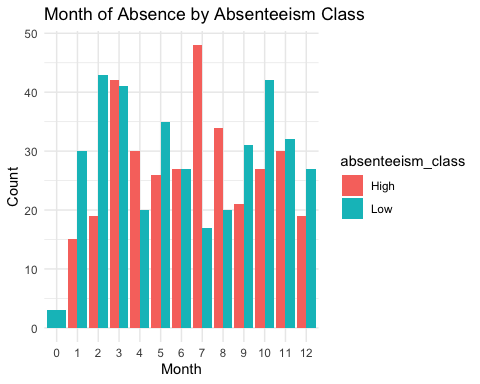 Month of Absence by Absenteeism Class
50
40
30
20
10
0
Count
0 1 2 3 4 5 6 7 8 9 10 11 12
Month
absenteeism_class
High
Low